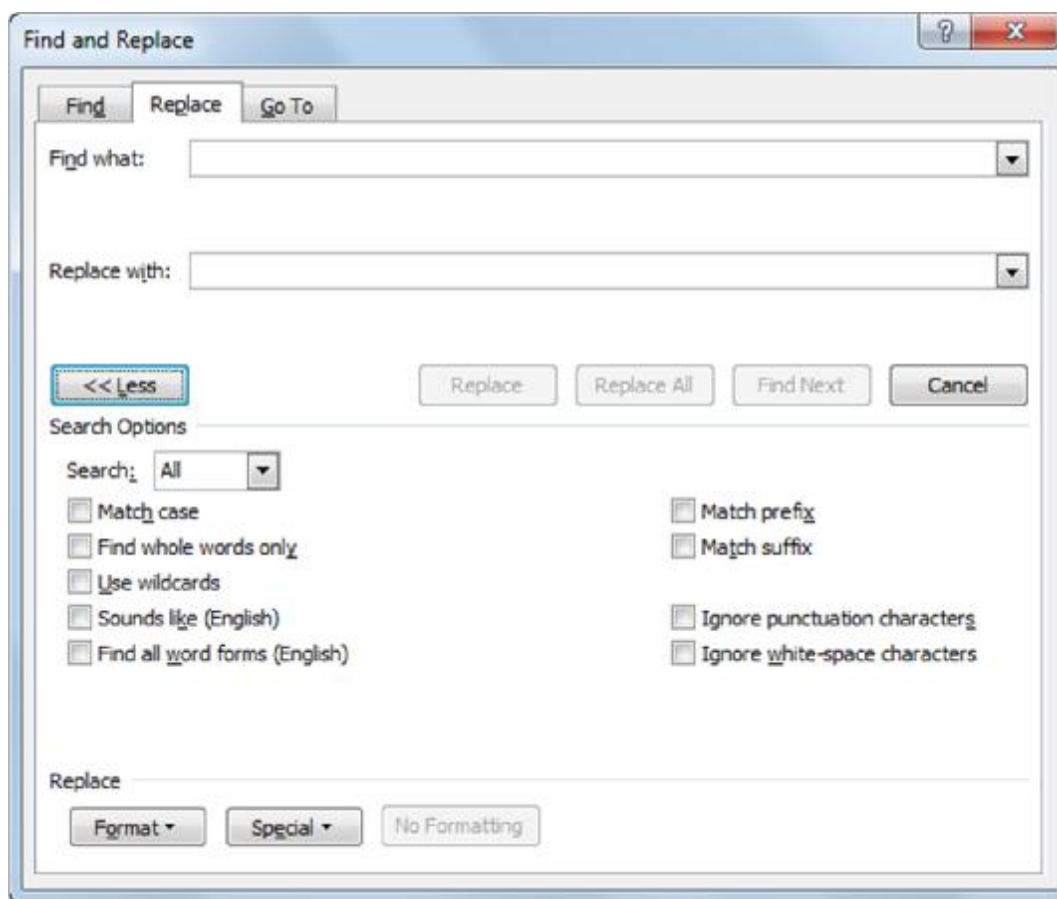 Find and Replace
Find Replace Go To
Find what:
Replace with:
<< Less Replace Replace All Find Next Cancel
Search Options
Search: All
Match case Match prefix
Find whole words only Match suffix
Use wildcards
Sounds like (English) Ignore punctuation characters
Find all word forms (English) Ignore white-space characters
Replace
Format Special No Formatting